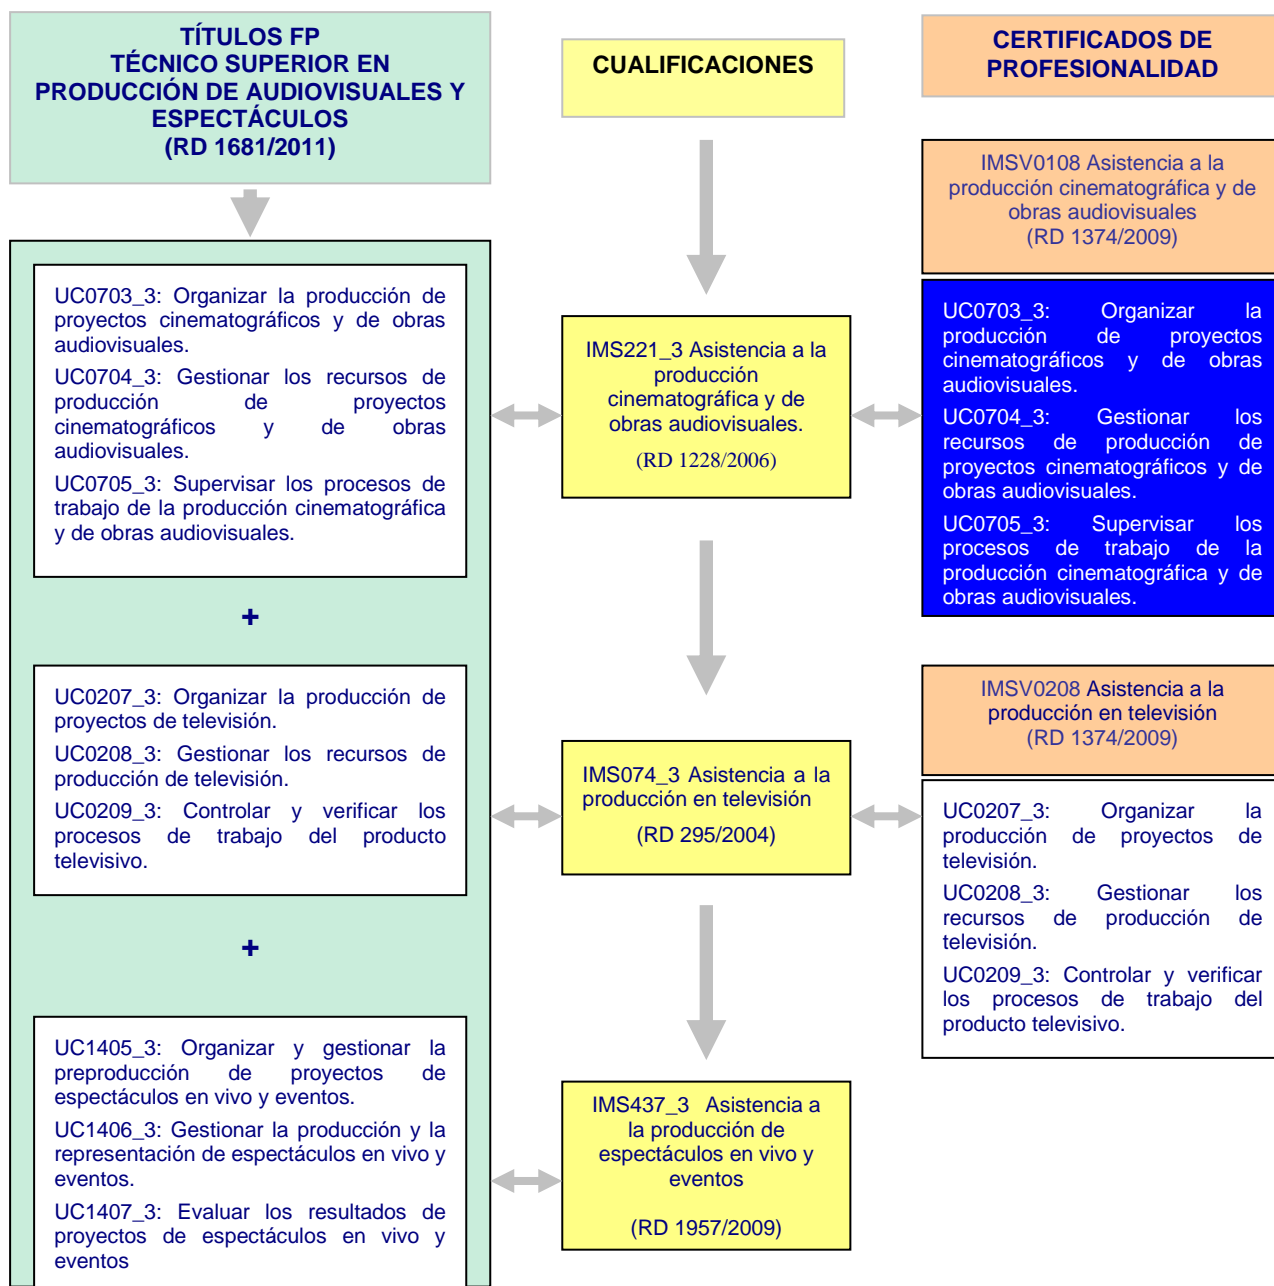 TÍTULOS FP
TÉCNICO SUPERIOR EN
PRODUCCIÓN DE AUDIOVISUALES Y
ESPECTÁCULOS
(RD 1681/2011)
UC0703_3: Organizar la producción de
proyectos cinematográficos y de obras
audiovisuales.
UC0704_3: Gestionar los recursos de
producción de proyectos
cinematográficos y de obras
audiovisuales.
UC0705_3: Supervisar los procesos de
trabajo de la producción cinematográfica
y de obras audiovisuales.
+
UC0207_3: Organizar la producción de
proyectos de televisión.
UC0208_3: Gestionar los recursos de
producción de televisión.
UC0209_3: Controlar y verificar los
procesos de trabajo del producto
televisivo.
+
UC1405_3: Organizar y gestionar la
preproducción de proyectos de
espectáculos en vivo y eventos.
UC1406_3: Gestionar la producción y la
representación de espectáculos en vivo y
eventos.
UC1407_3: Evaluar los resultados de
proyectos de espectáculos en vivo y
eventos
CUALIFICACIONES
IMS221_3 Asistencia a la
producción
cinematográfica y de
obras audiovisuales.
(RD 1228/2006)
IMS074_3 Asistencia a la
producción en televisión
(RD 295/2004)
IMS437_3 Asistencia a
la producción de
espectáculos en vivo y
eventos
(RD 1957/2009)
CERTIFICADOS DE
PROFESIONALIDAD
IMSV0108 Asistencia a la
producción cinematográfica y de
obras audiovisuales
(RD 1374/2009)
UC0703_3: Organizar la
producción de proyectos
cinematográficos y de obras
audiovisuales.
UC0704_3: Gestionar los
recursos de producción de
proyectos cinematográficos y de
obras audiovisuales.
UC0705_3: Supervisar los
procesos de trabajo de la
producción cinematográfica y de
obras audiovisuales.
IMSV0208 Asistencia a la
producción en televisión
(RD 1374/2009)
UC0207_3: Organizar la
producción de proyectos de
televisión.
UC0208_3: Gestionar los
recursos de producción de
televisión.
UC0209_3: Controlar y verificar
los procesos de trabajo del
producto televisivo.